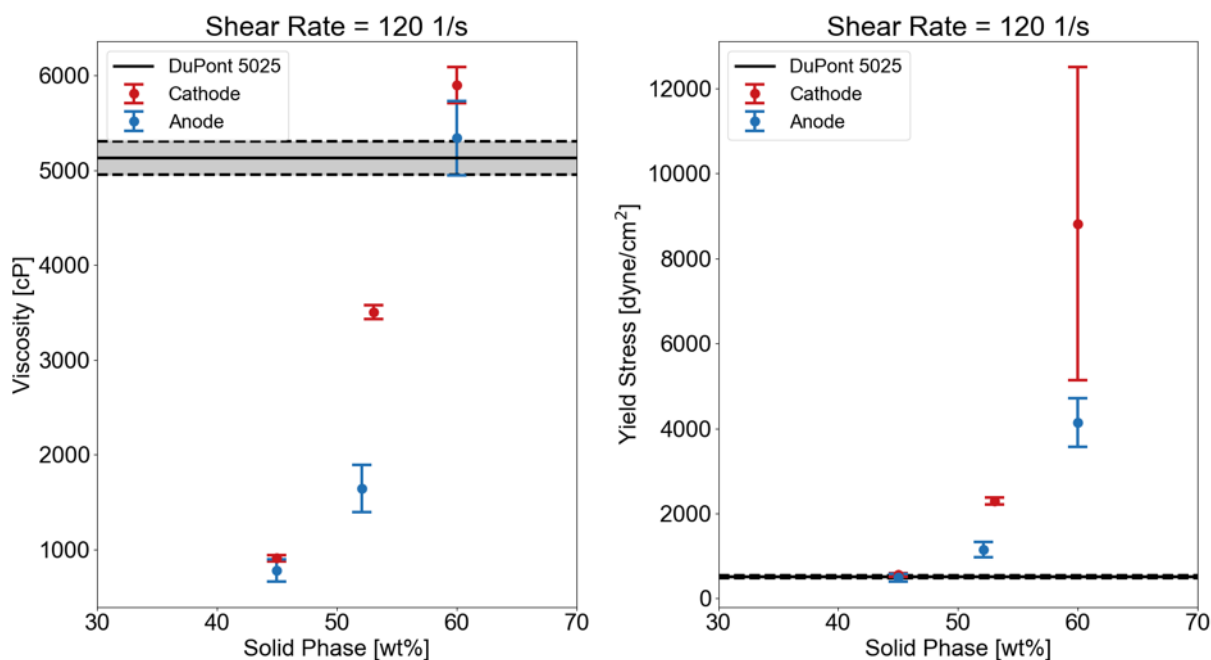 Shear Rate = 120 1/s
DuPont 5025
Cathode
Anode
Viscosity [cP]
6000
5000
4000
3000
2000
1000
30 40 50 60 70
Solid Phase [wt%]
Shear Rate = 120 1/s
DuPont 5025
Cathode
Anode
Yield Stress [dyne/cm²]
12000
10000
8000
6000
4000
2000
0
30 40 50 60 70
Solid Phase [wt%]